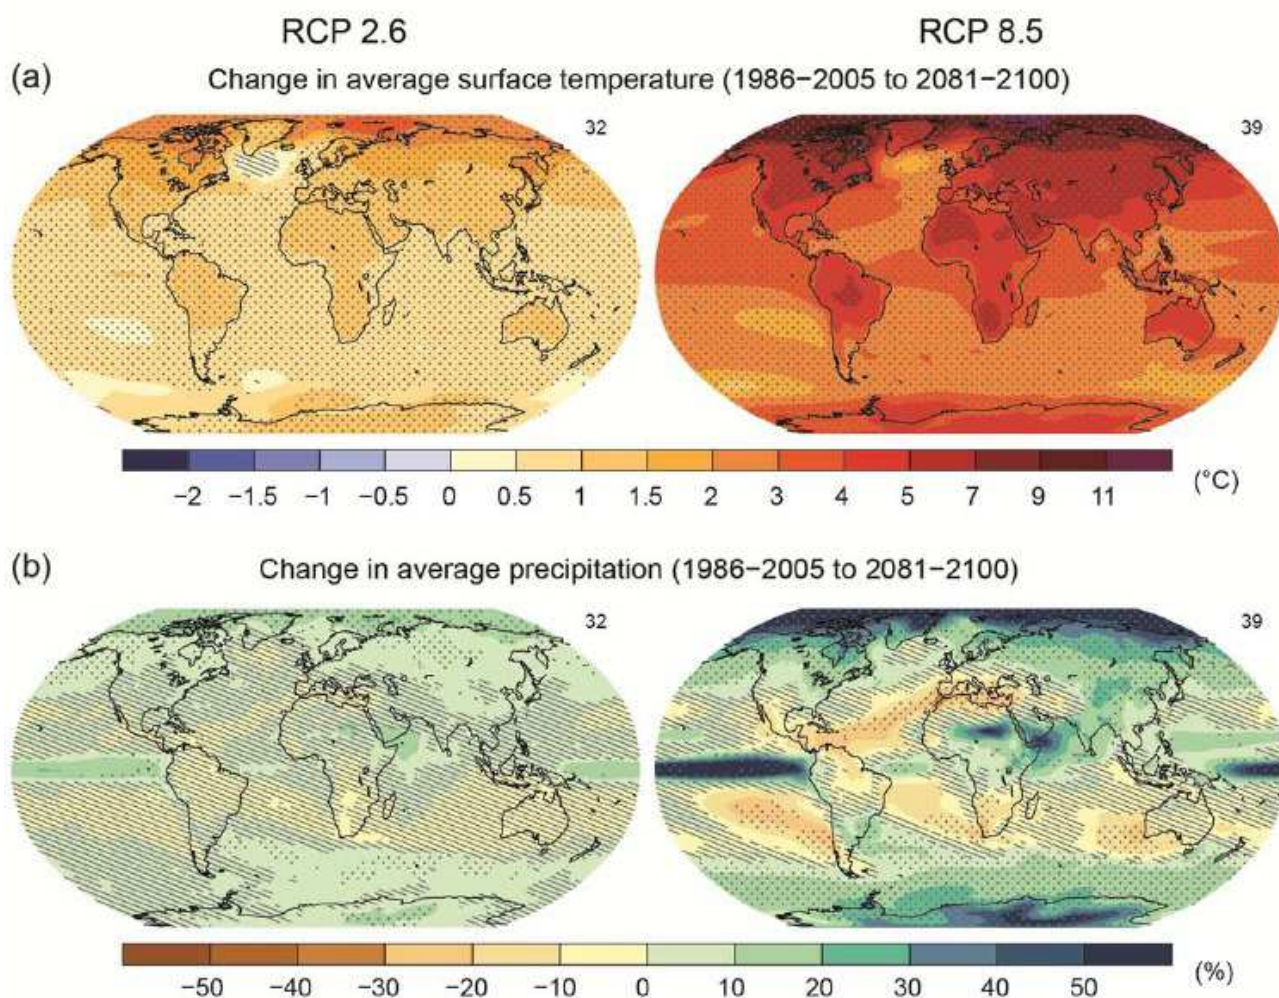 RCP 2.6 RCP 8.5
(a) Change in average surface temperature (1986−2005 to 2081−2100)
32 39
−2 −1.5 −1 −0.5 0 0.5 1 1.5 2 3 4 5 7 9 11 (°C)
(b) Change in average precipitation (1986−2005 to 2081−2100)
32 39
−50 −40 −30 −20 −10 0 10 20 30 40 50 (%)